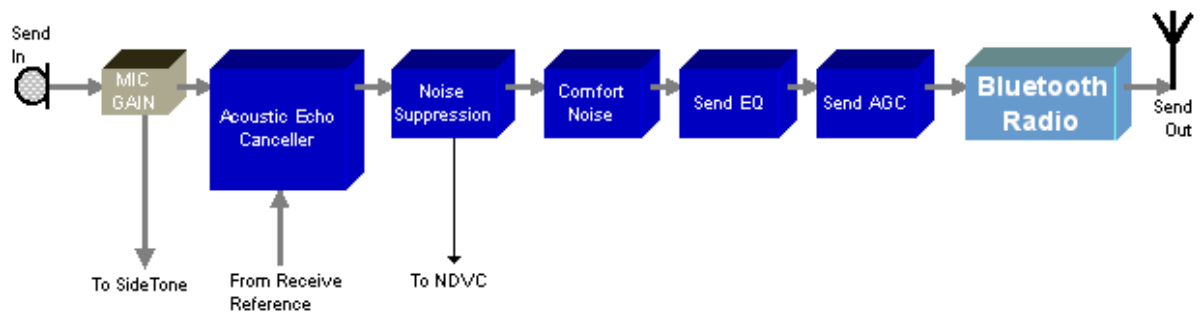 Send
In
MIC
GAIN
Acoustic Echo
Canceller
Noise
Suppression
Comfort
Noise
Send EQ
Send AGC
Bluetooth
Radio
Send
Out
To SideTone
From Receive
Reference
To NDVC